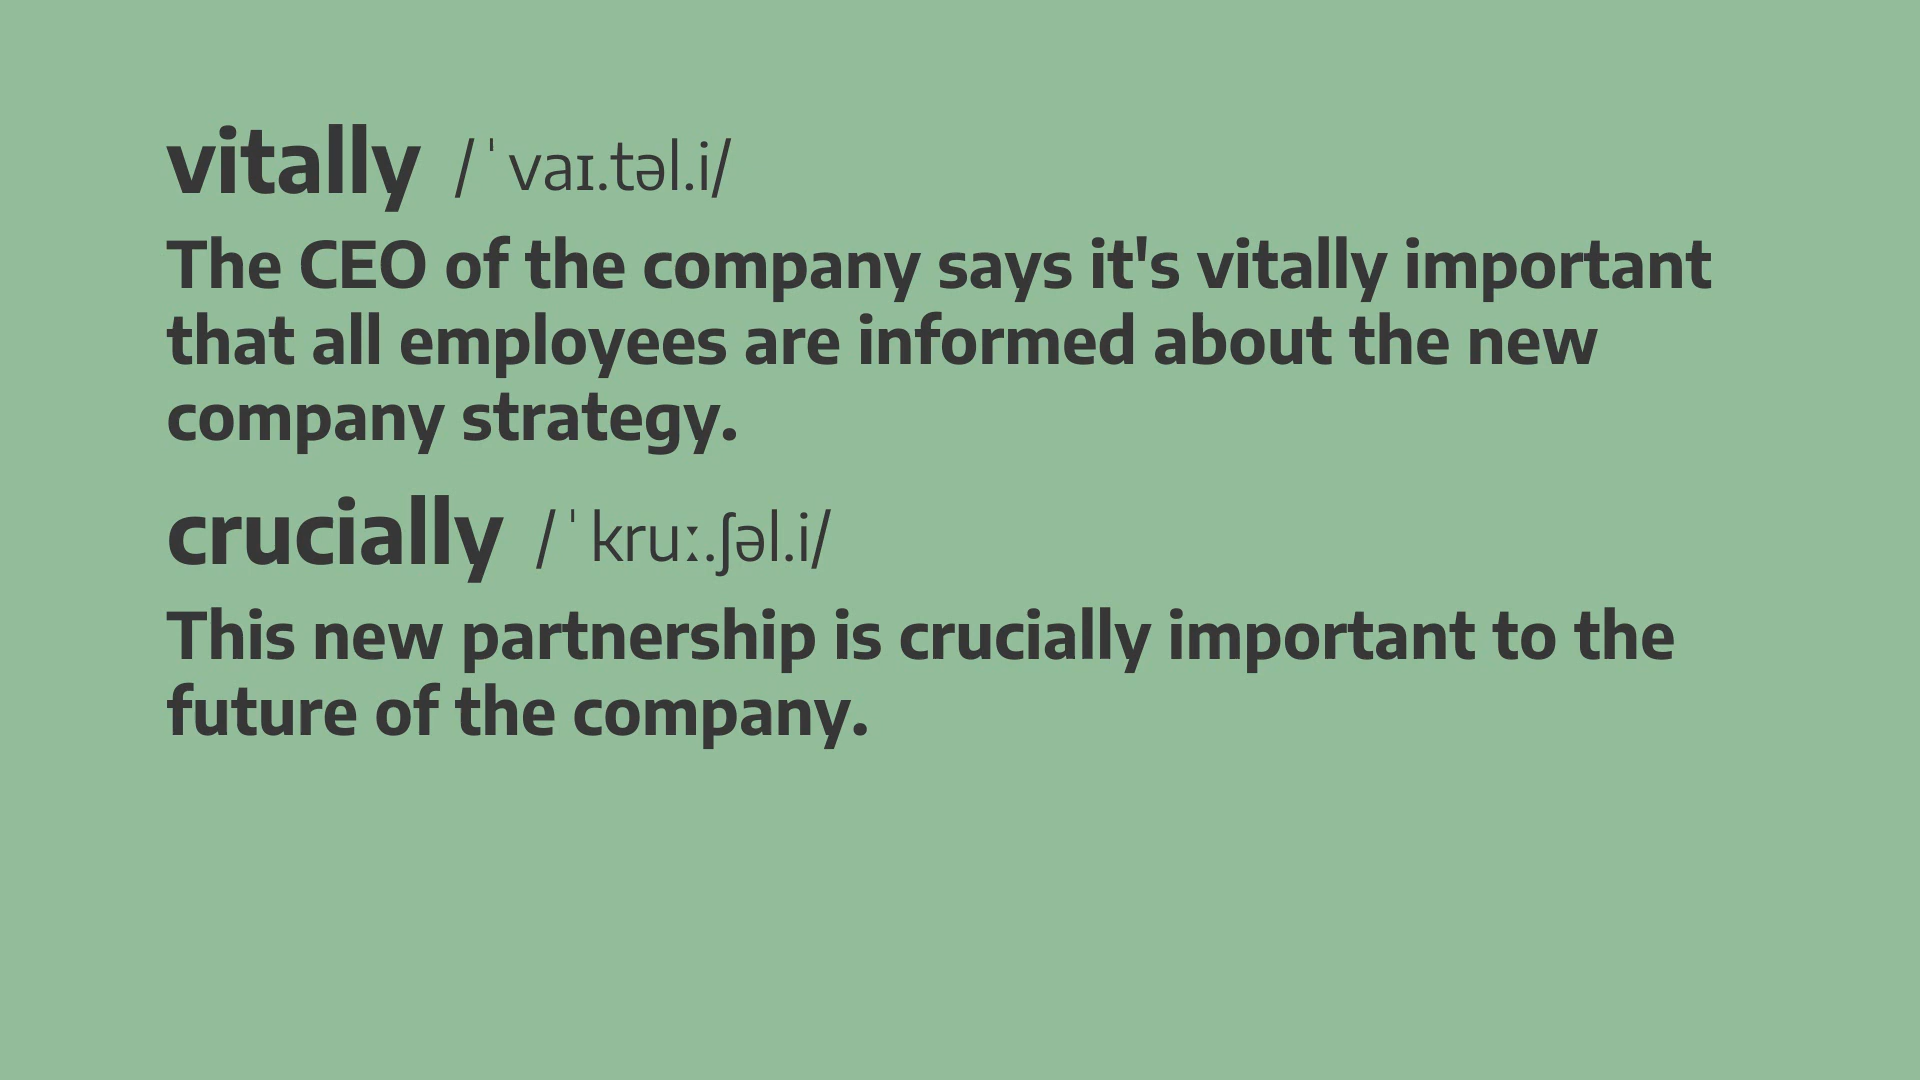 vitally /ˈvaɪ.təl.i/
The CEO of the company says it's vitally important
that all employees are informed about the new
company strategy.
crucially /ˈkruː.ʃəl.i/
This new partnership is crucially important to the
future of the company.